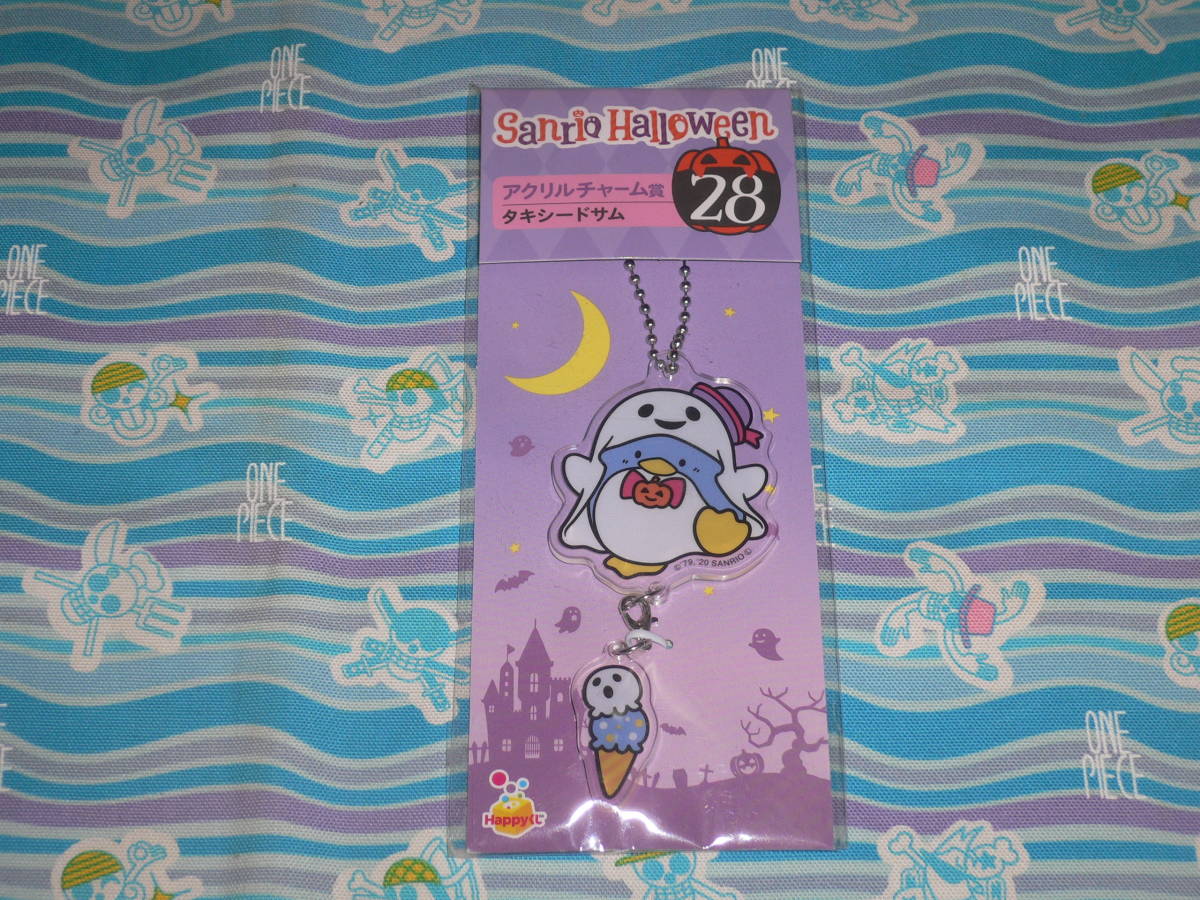 ONE
PIECE
ONE
PIECE
Sanrio Halloween
アクリルチャーム賞
タキシードサム
28
ONE
PIECE
ONE
PIECE
ONE
PIECE
©'79,'20 SANRIO Ⓛ
ONE
PIECE
Happyくじ